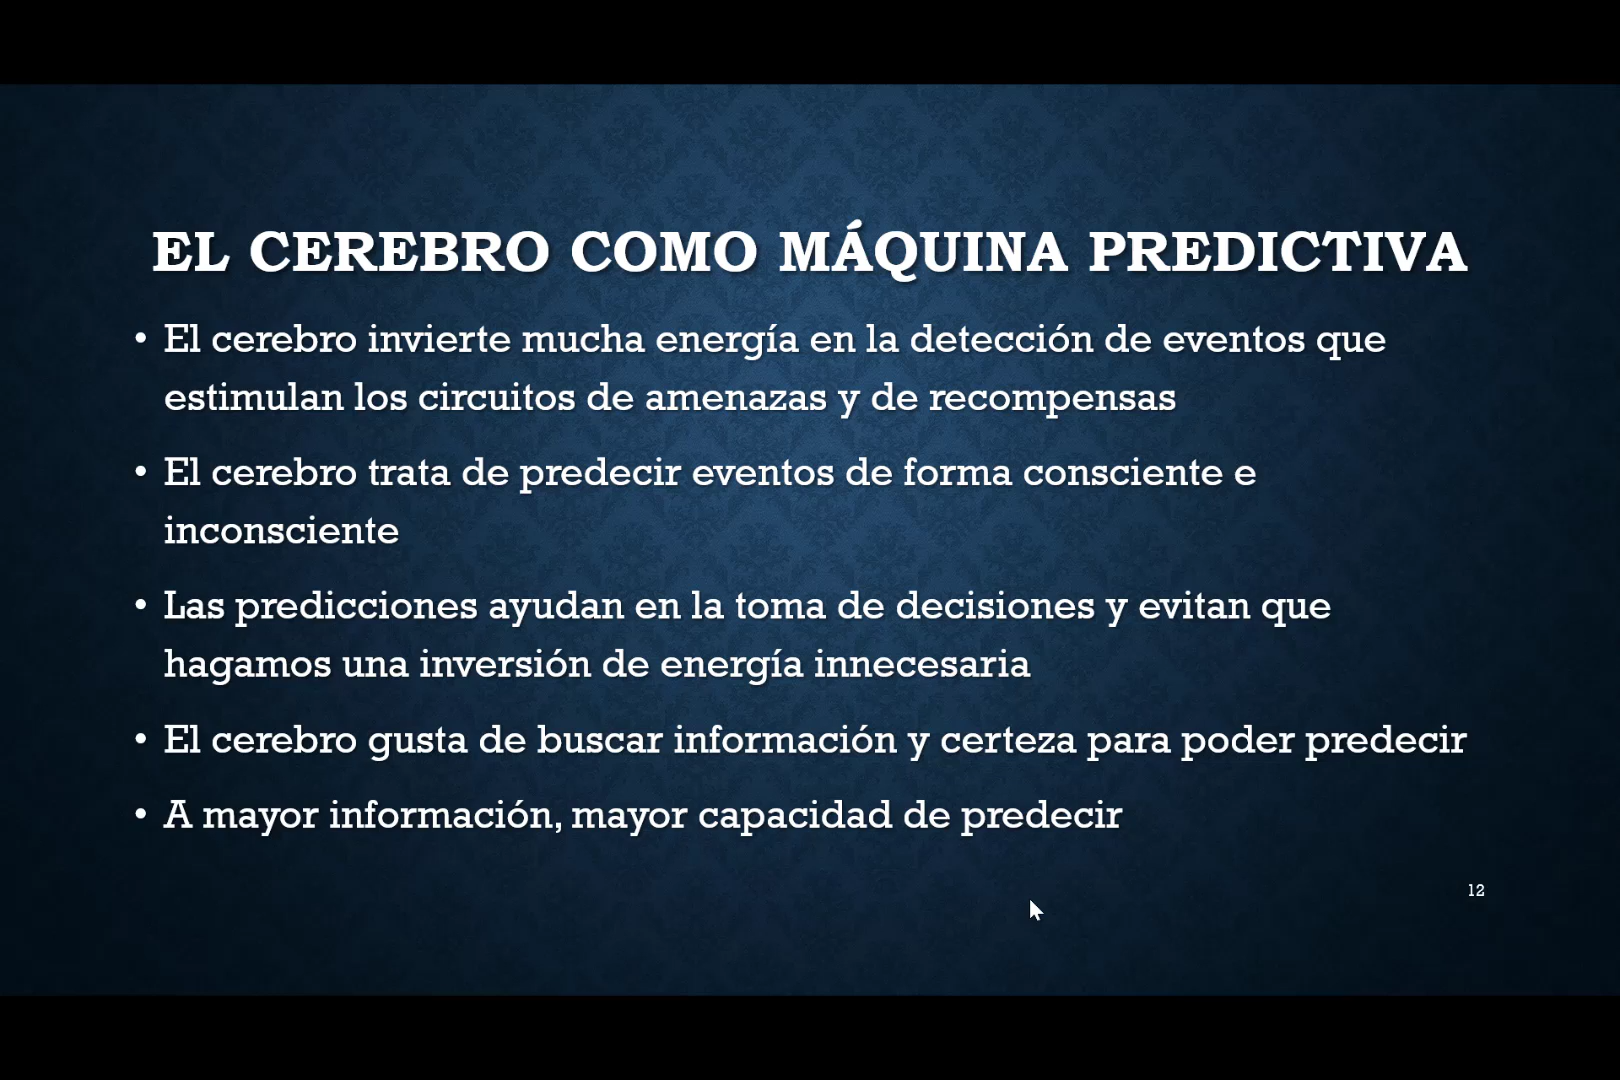 EL CEREBRO COMO MÁQUINA PREDICTIVA
• El cerebro invierte mucha energía en la detección de eventos que
estimulan los circuitos de amenazas y de recompensas
• El cerebro trata de predecir eventos de forma consciente e
inconsciente
• Las predicciones ayudan en la toma de decisiones y evitan que
hagamos una inversión de energía innecesaria
• El cerebro gusta de buscar información y certeza para poder predecir
• A mayor información, mayor capacidad de predecir
12